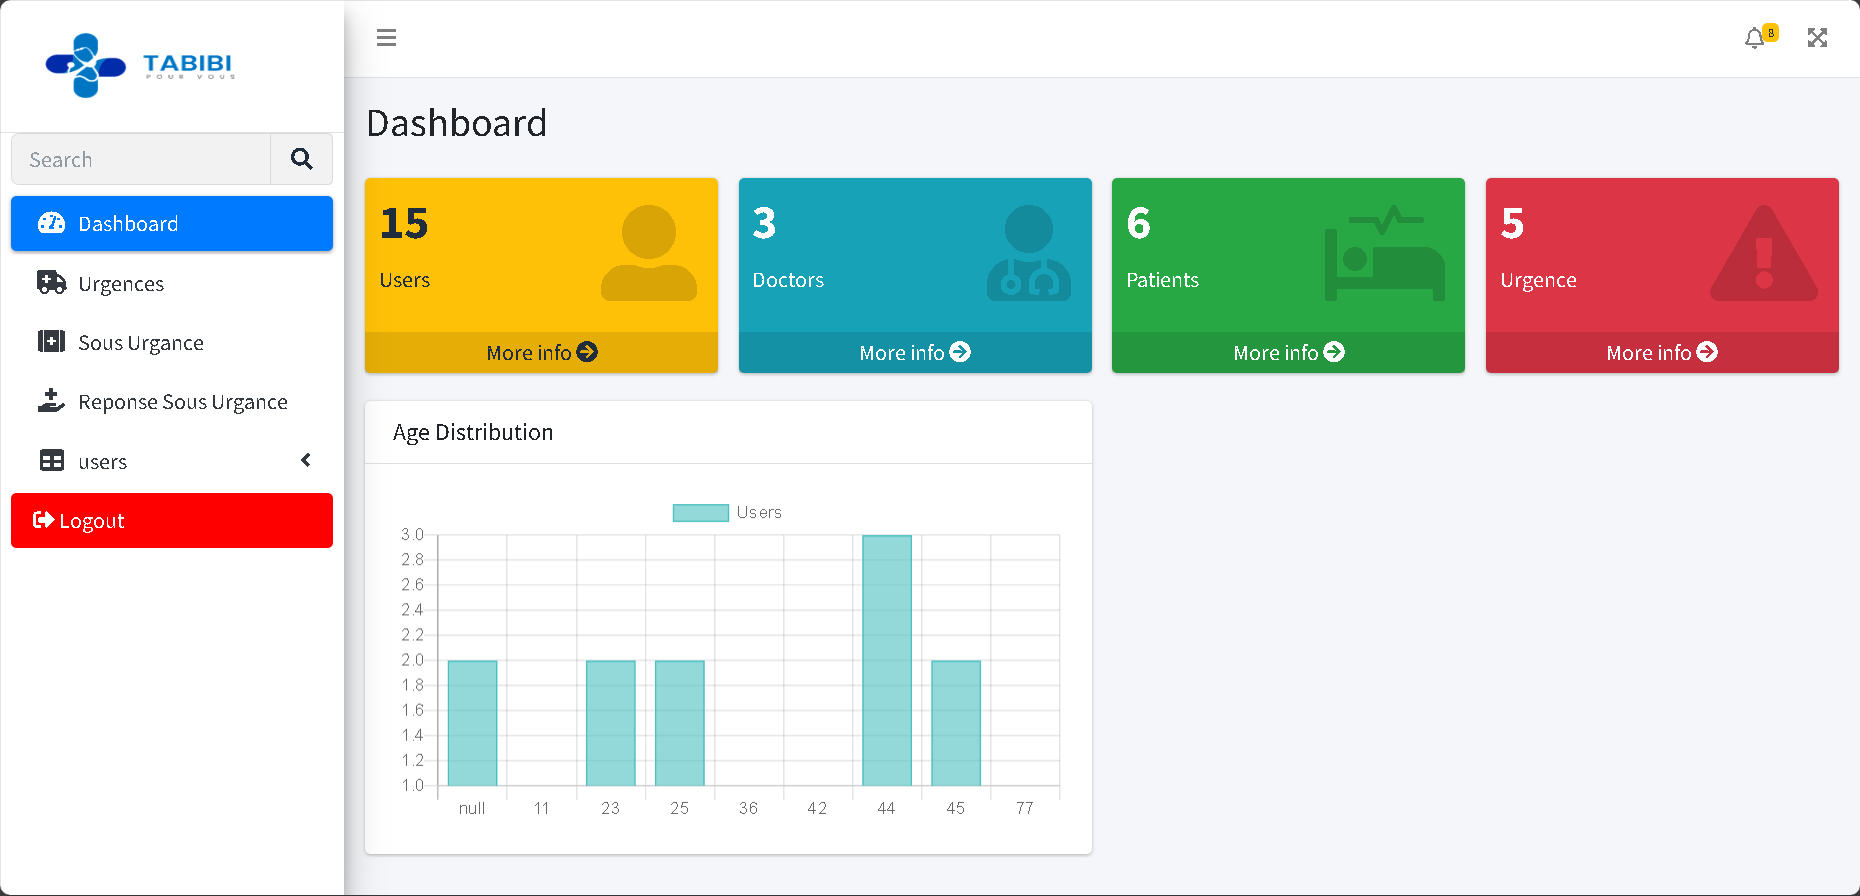 TABIBI
POUR VOUS
8
Search
Dashboard
Urgences
Sous Urgance
Reponse Sous Urgance
users
Logout
Dashboard
15
Users
More info
3
Doctors
More info
6
Patients
More info
5
Urgence
More info
Age Distribution
Users
3.0
2.8
2.6
2.4
2.2
2.0
1.8
1.6
1.4
1.2
1.0
null 11 23 25 36 42 44 45 77